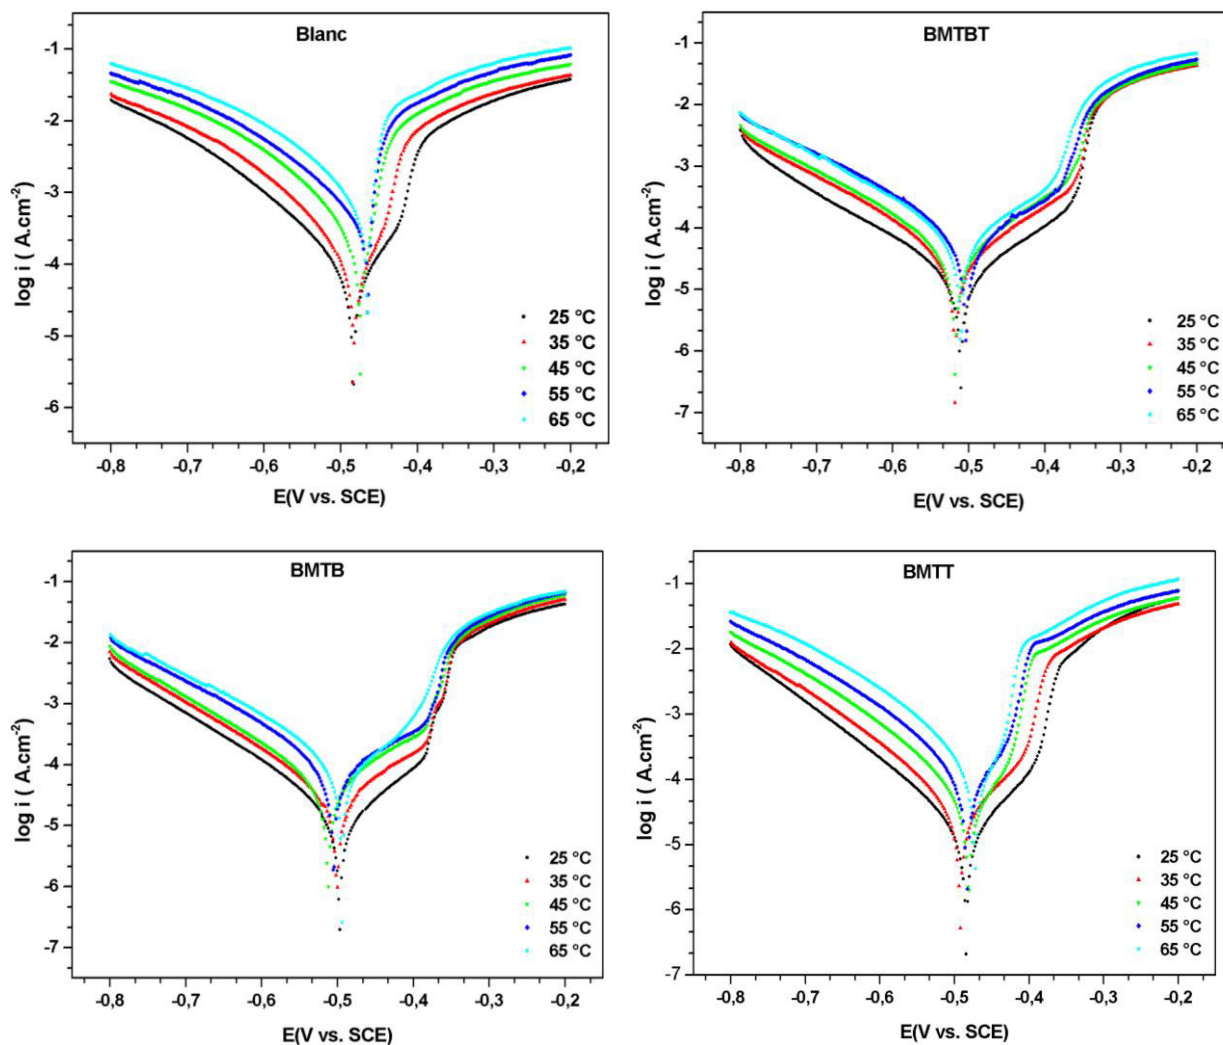 Blanc
-1
-2
-3
-4
-5
-6
log i ( A.cm-2)
25 °C
35 °C
45 °C
55 °C
65 °C
-0,8 -0,7 -0,6 -0,5 -0,4 -0,3 -0,2
E(V vs. SCE)
BMTBT
-1
-2
-3
-4
-5
-6
-7
log i ( A.cm-2)
25 °C
35 °C
45 °C
55 °C
65 °C
-0,8 -0,7 -0,6 -0,5 -0,4 -0,3 -0,2
E(V vs. SCE)
BMTB
-1
-2
-3
-4
-5
-6
-7
log i ( A.cm-2)
25 °C
35 °C
45 °C
55 °C
65 °C
-0,8 -0,7 -0,6 -0,5 -0,4 -0,3 -0,2
E(V vs. SCE)
BMTT
-1
-2
-3
-4
-5
-6
-7
log i ( A.cm-2)
25 °C
35 °C
45 °C
55 °C
65 °C
-0,8 -0,7 -0,6 -0,5 -0,4 -0,3 -0,2
E(V vs. SCE)